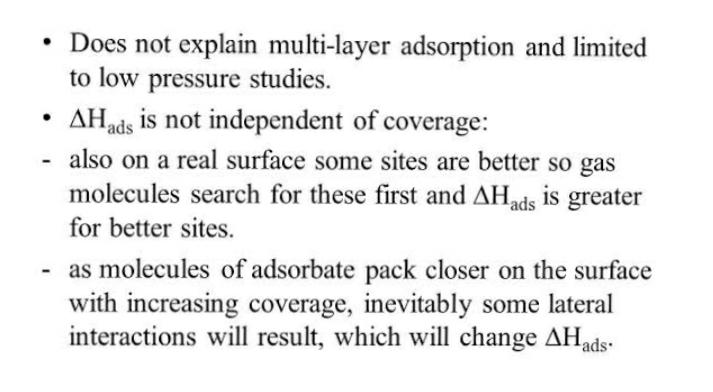 • Does not explain multi-layer adsorption and limited
to low pressure studies.
• ΔHads is not independent of coverage:
- also on a real surface some sites are better so gas
molecules search for these first and ΔHads is greater
for better sites.
- as molecules of adsorbate pack closer on the surface
with increasing coverage, inevitably some lateral
interactions will result, which will change ΔHads.